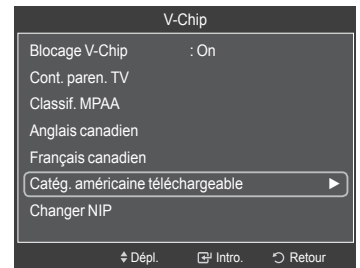 V-Chip
Blocage V-Chip : On
Cont. paren. TV
Classif. MPAA
Anglais canadien
Français canadien
Catég. américaine téléchargeable
Changer NIP
Dépl. Intro. Retour